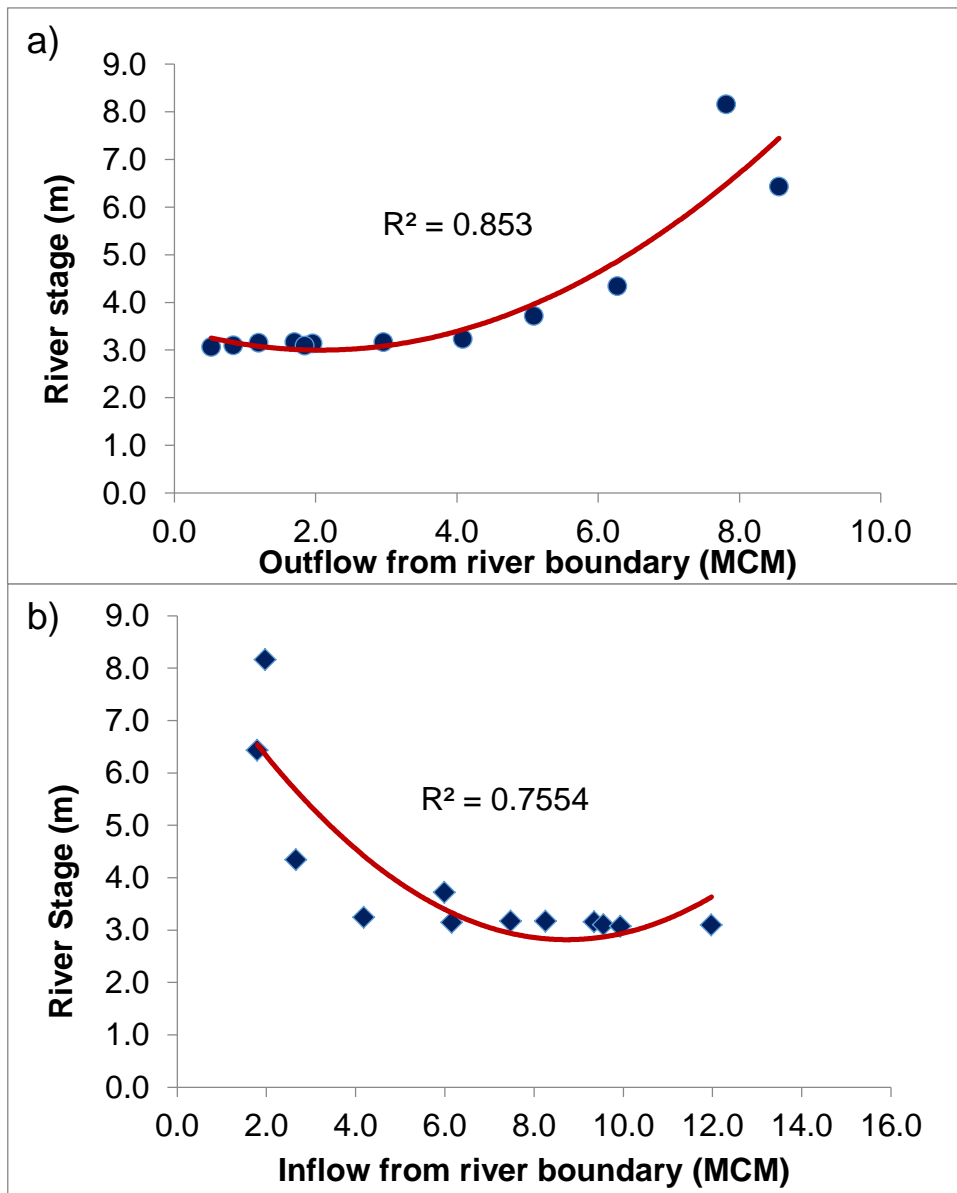 a)
9.0
8.0
7.0
6.0
5.0
4.0
3.0
2.0
1.0
0.0
River stage (m)
R² = 0.853
0.0 2.0 4.0 6.0 8.0 10.0
Outflow from river boundary (MCM)
b)
9.0
8.0
7.0
6.0
5.0
4.0
3.0
2.0
1.0
0.0
River Stage (m)
R² = 0.7554
0.0 2.0 4.0 6.0 8.0 10.0 12.0 14.0 16.0
Inflow from river boundary (MCM)